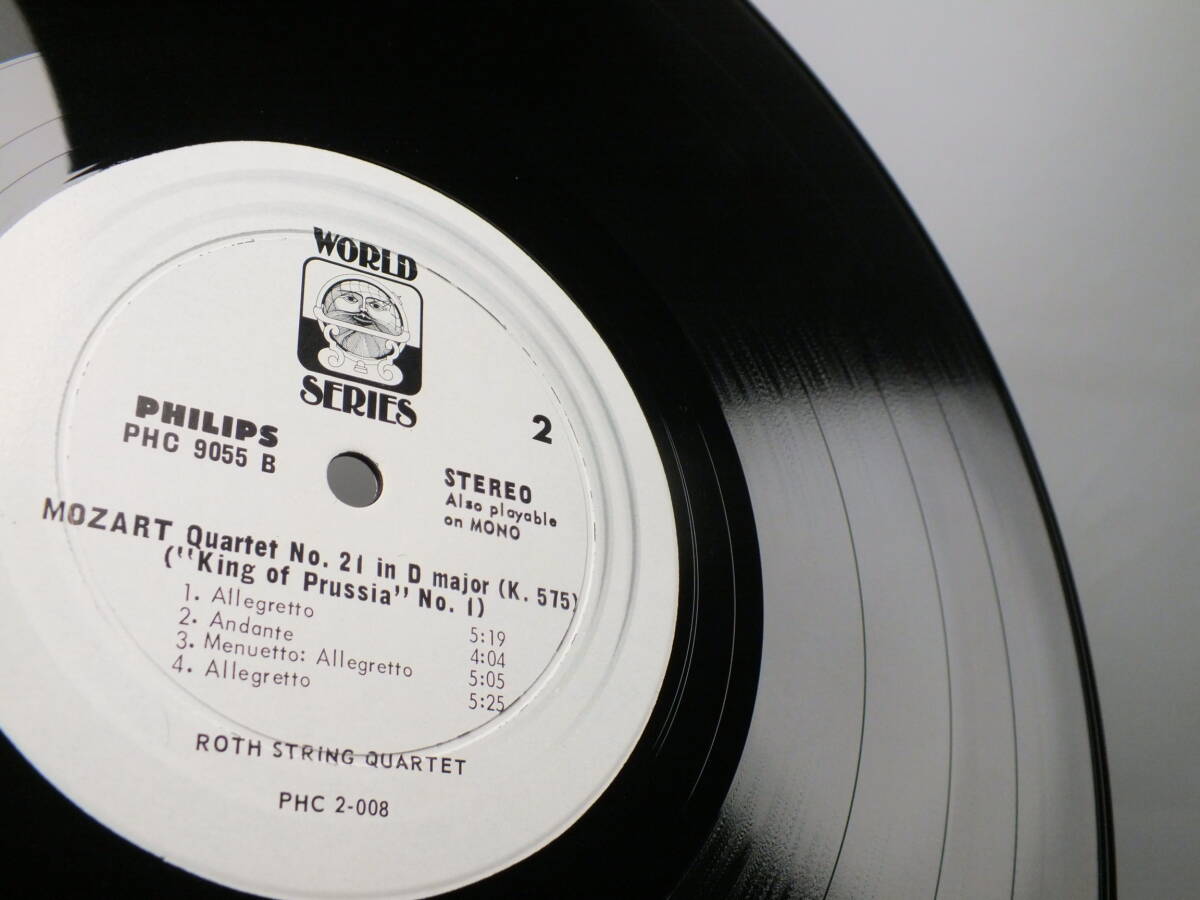 WORLD
SERIES
PHILIPS
PHC 9055 B
2
STEREO
Also playable
on MONO
MOZART Quartet No. 21 in D major (K. 575)
("King of Prussia" No. 1)
1. Allegretto 5:19
2. Andante 4:04
3. Menuetto: Allegretto 5:05
4. Allegretto 5:25
ROTH STRING QUARTET
PHC 2-008